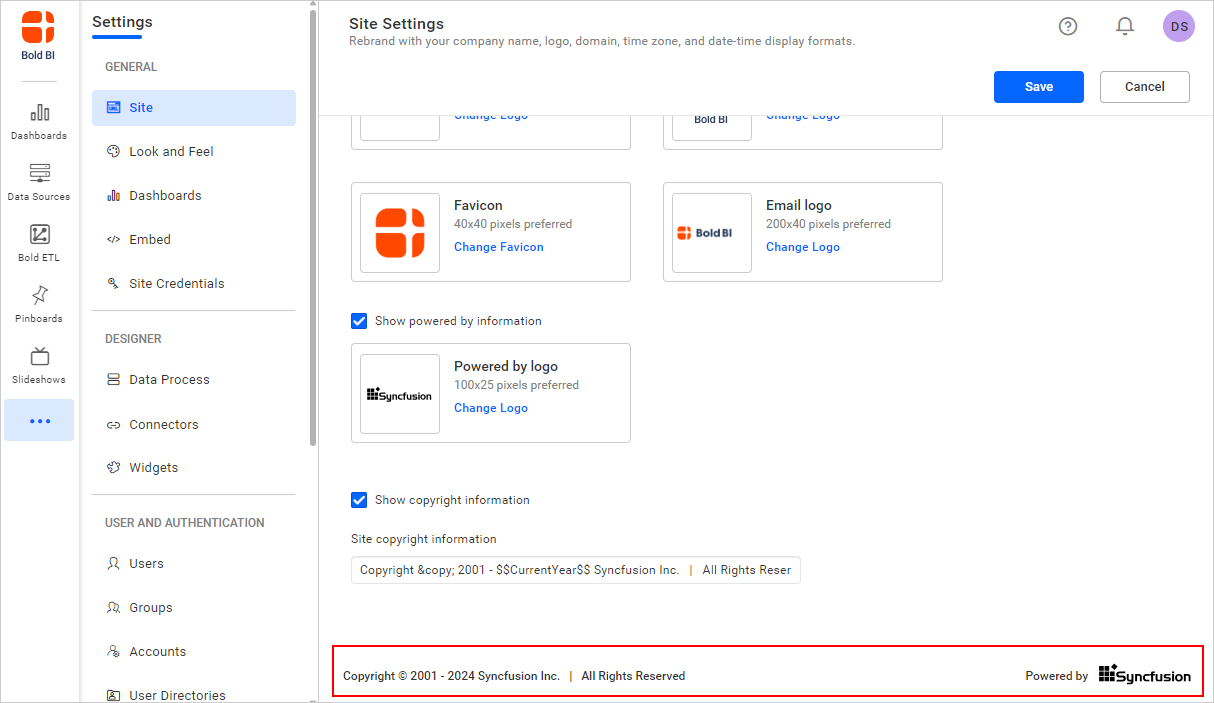 Bold BI
Dashboards
Data Sources
Bold ETL
Pinboards
Slideshows
Settings
GENERAL
Site
Look and Feel
Dashboards
Embed
Site Credentials
DESIGNER
Data Process
Connectors
Widgets
USER AND AUTHENTICATION
Users
Groups
Accounts
User Directories
Site Settings
Rebrand with your company name, logo, domain, time zone, and date-time display formats.
DS
Save
Cancel
Change Logo
Bold BI
Change Logo
Favicon
40x40 pixels preferred
Change Favicon
Bold BI
Email logo
200x40 pixels preferred
Change Logo
Show powered by information
Syncfusion
Powered by logo
100x25 pixels preferred
Change Logo
Show copyright information
Site copyright information
Copyright &copy; 2001 - $$CurrentYear$$ Syncfusion Inc. | All Rights Reser
Copyright © 2001 - 2024 Syncfusion Inc. | All Rights Reserved
Powered by Syncfusion